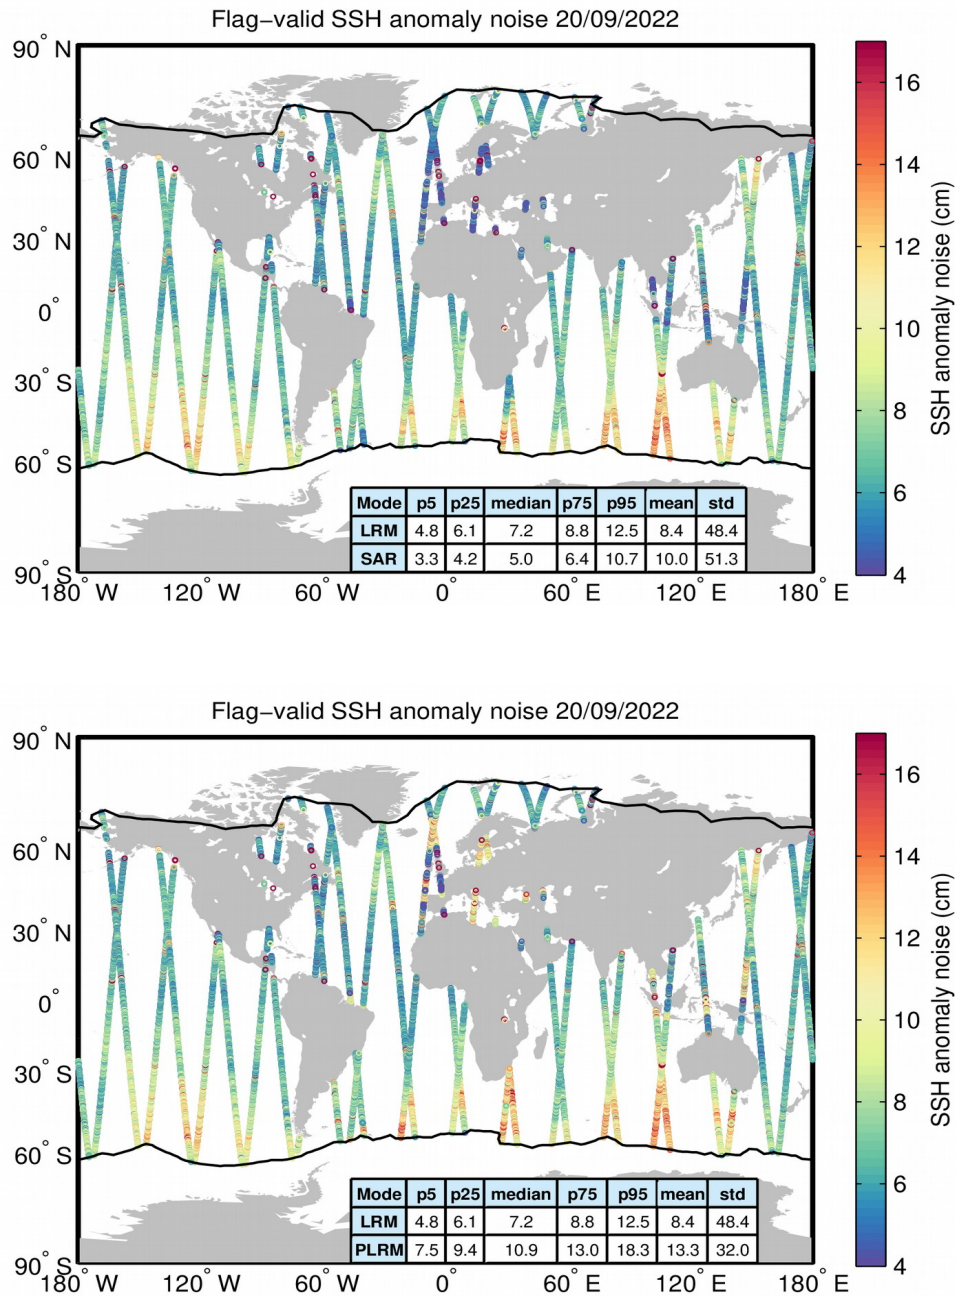 Flag−valid SSH anomaly noise 20/09/2022
90° N
60° N
30° N
0°
30° S
60° S
90° S
180° W 120° W 60° W 0° 60° E 120° E 180° E
16
14
12
10
8
6
4
SSH anomaly noise (cm)
Mode p5 p25 median p75 p95 mean std
LRM 4.8 6.1 7.2 8.8 12.5 8.4 48.4
SAR 3.3 4.2 5.0 6.4 10.7 10.0 51.3
Flag−valid SSH anomaly noise 20/09/2022
90° N
60° N
30° N
0°
30° S
60° S
90° S
180° W 120° W 60° W 0° 60° E 120° E 180° E
16
14
12
10
8
6
4
SSH anomaly noise (cm)
Mode p5 p25 median p75 p95 mean std
LRM 4.8 6.1 7.2 8.8 12.5 8.4 48.4
PLRM 7.5 9.4 10.9 13.0 18.3 13.3 32.0